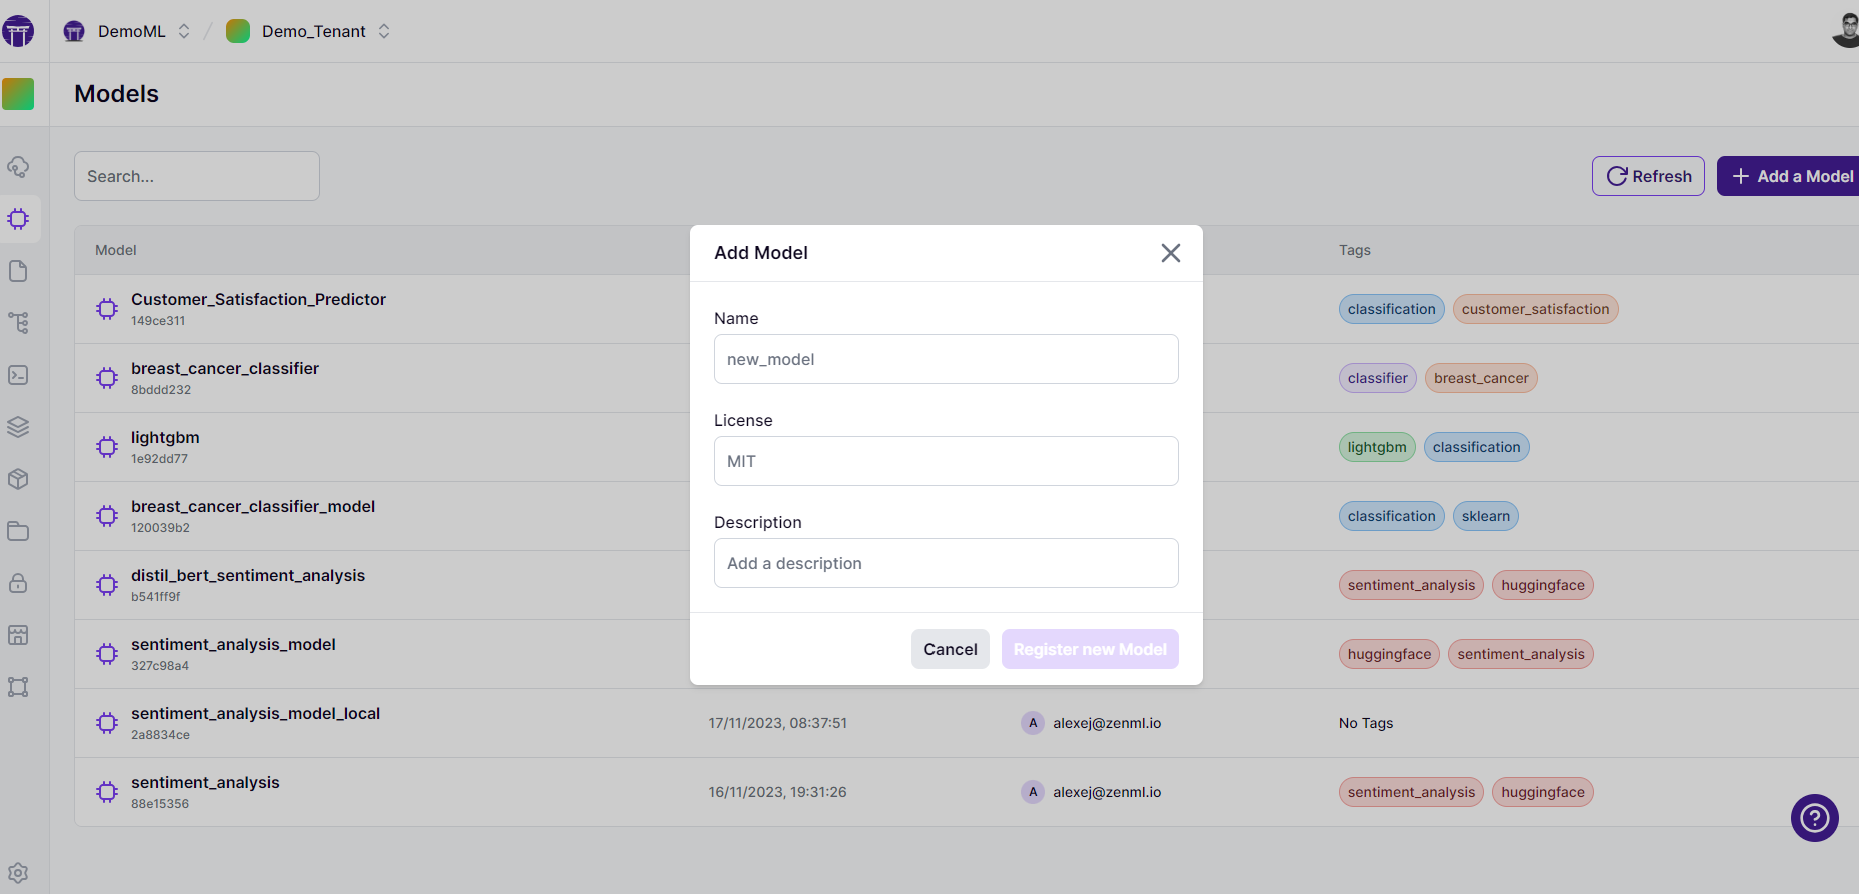 DemoML / Demo_Tenant
Models
Search...
Refresh
+ Add a Model
Model
Tags
Customer_Satisfaction_Predictor
149ce311
classification customer_satisfaction
breast_cancer_classifier
8bddd232
classifier breast_cancer
lightgbm
1e92dd77
lightgbm classification
breast_cancer_classifier_model
120039b2
classification sklearn
distil_bert_sentiment_analysis
b541ff9f
sentiment_analysis huggingface
sentiment_analysis_model
327c98a4
huggingface sentiment_analysis
sentiment_analysis_model_local
2a8834ce
17/11/2023, 08:37:51
A alexej@zenml.io
No Tags
sentiment_analysis
88e15356
16/11/2023, 19:31:26
A alexej@zenml.io
sentiment_analysis huggingface
Add Model
Name
new_model
License
MIT
Description
Add a description
Cancel
Register new Model
?